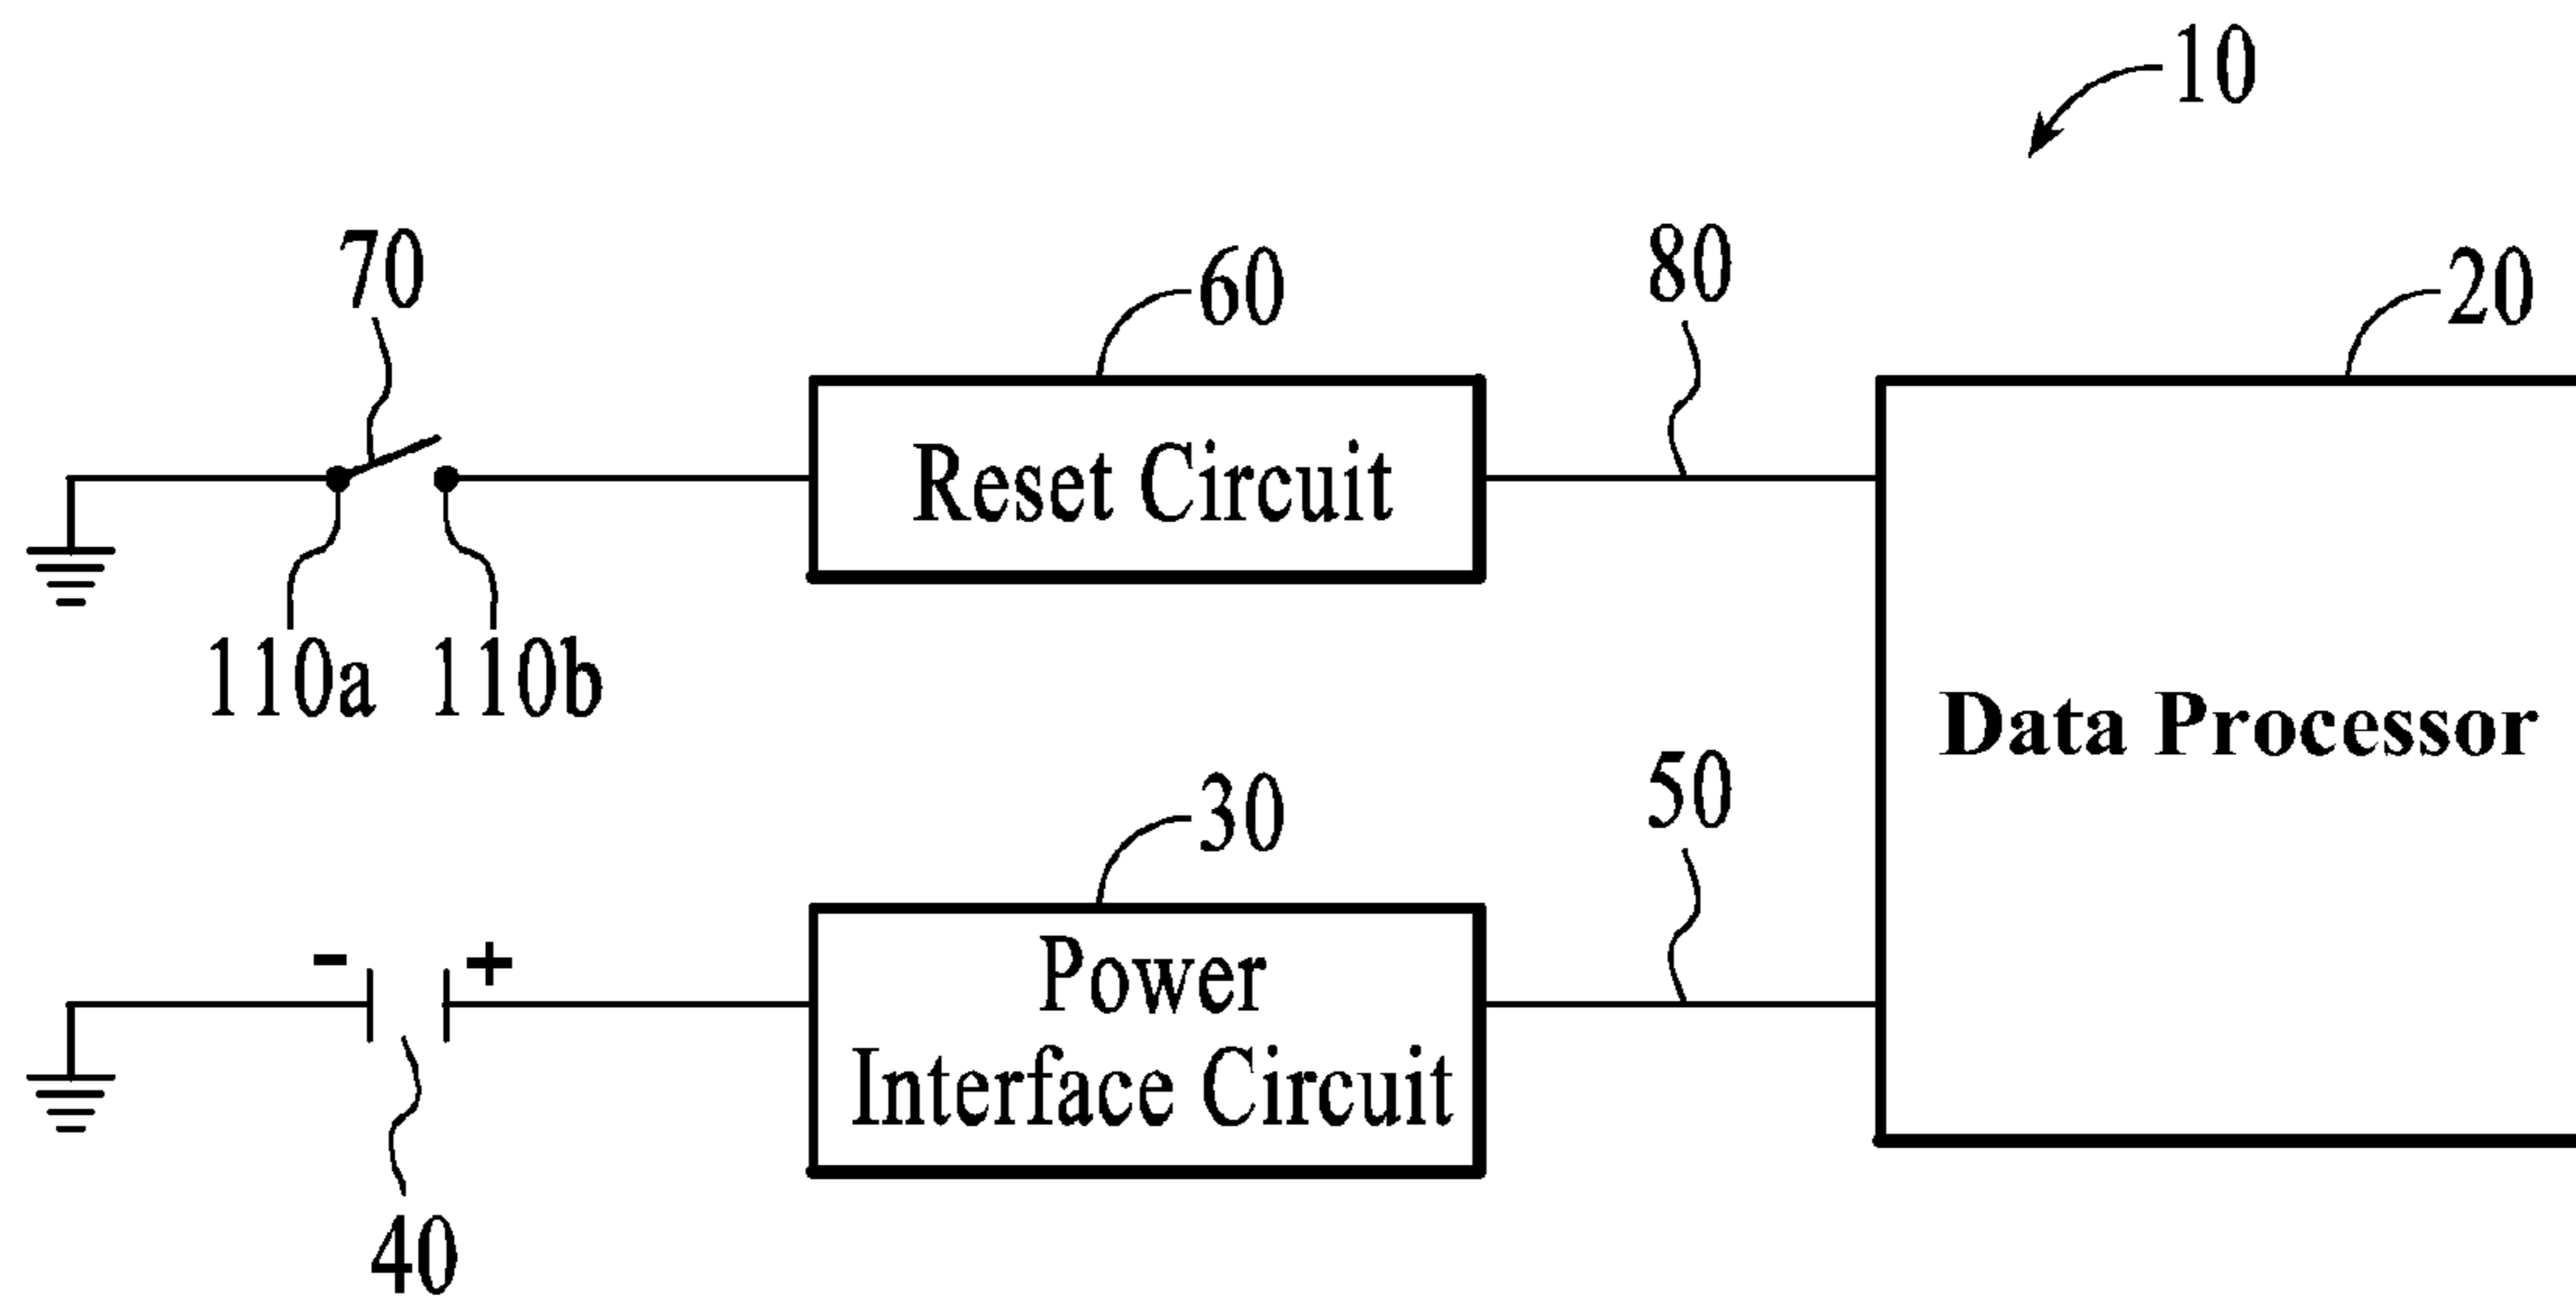 10
70
60
80
20
Reset Circuit
110a 110b
Data Processor
30
50
- +
Power
Interface Circuit
40